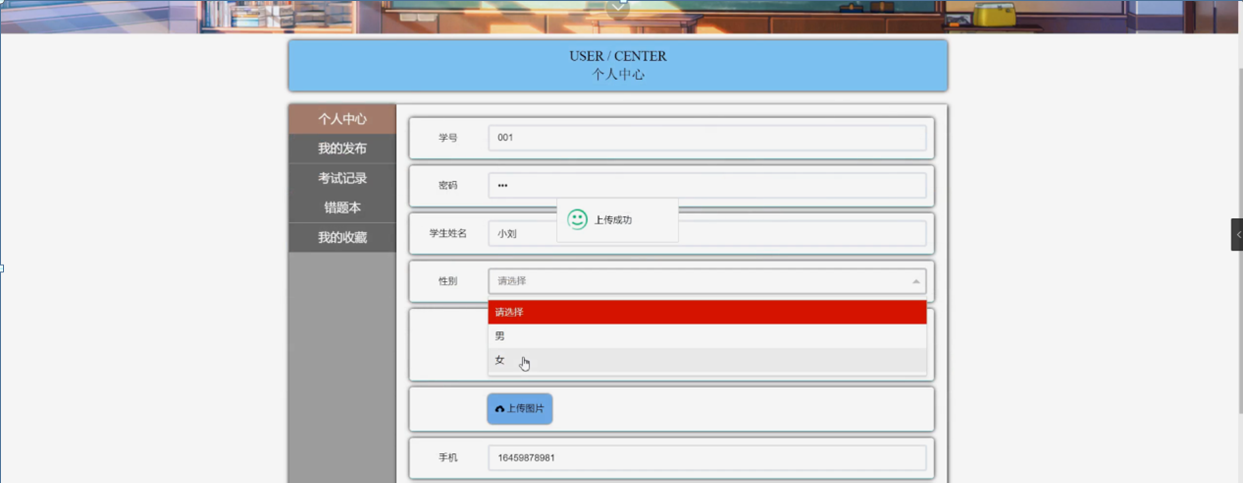 USER / CENTER
个人中心
个人中心
我的发布
考试记录
错题本
我的收藏
学号 001
密码 •••
上传成功
学生姓名 小刘
性别 请选择
请选择
男
女
上传图片
手机 16459878981